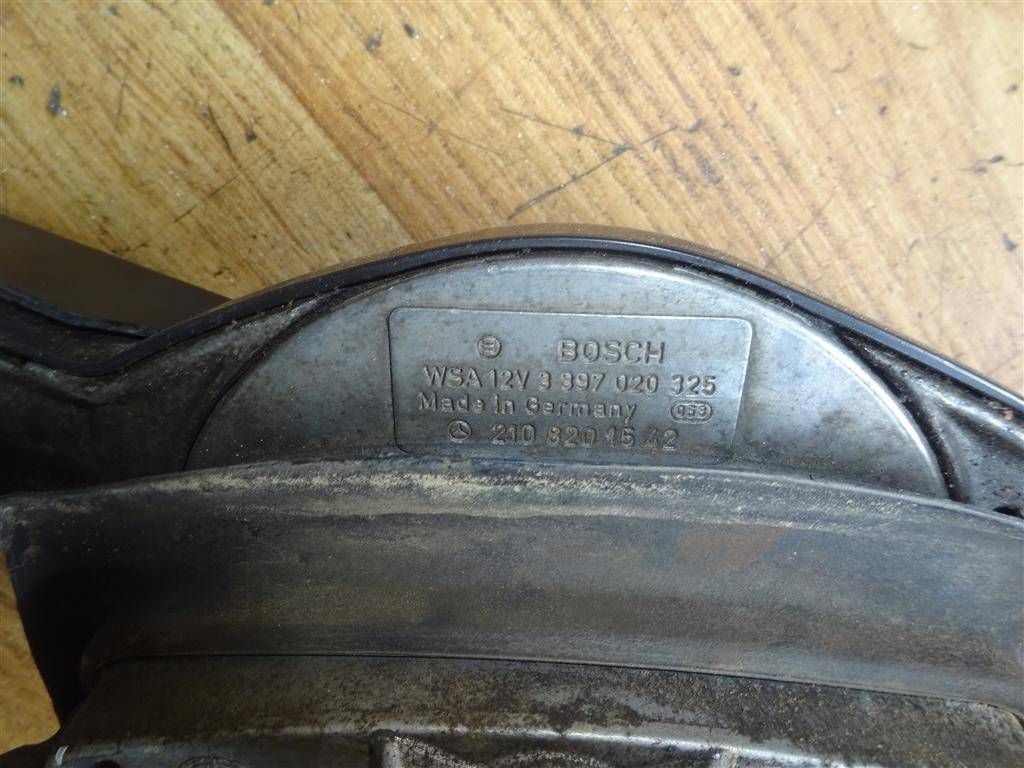 BOSCH
WSA 12V 3 397 020 325
Made in Germany 053
210 820 15 42